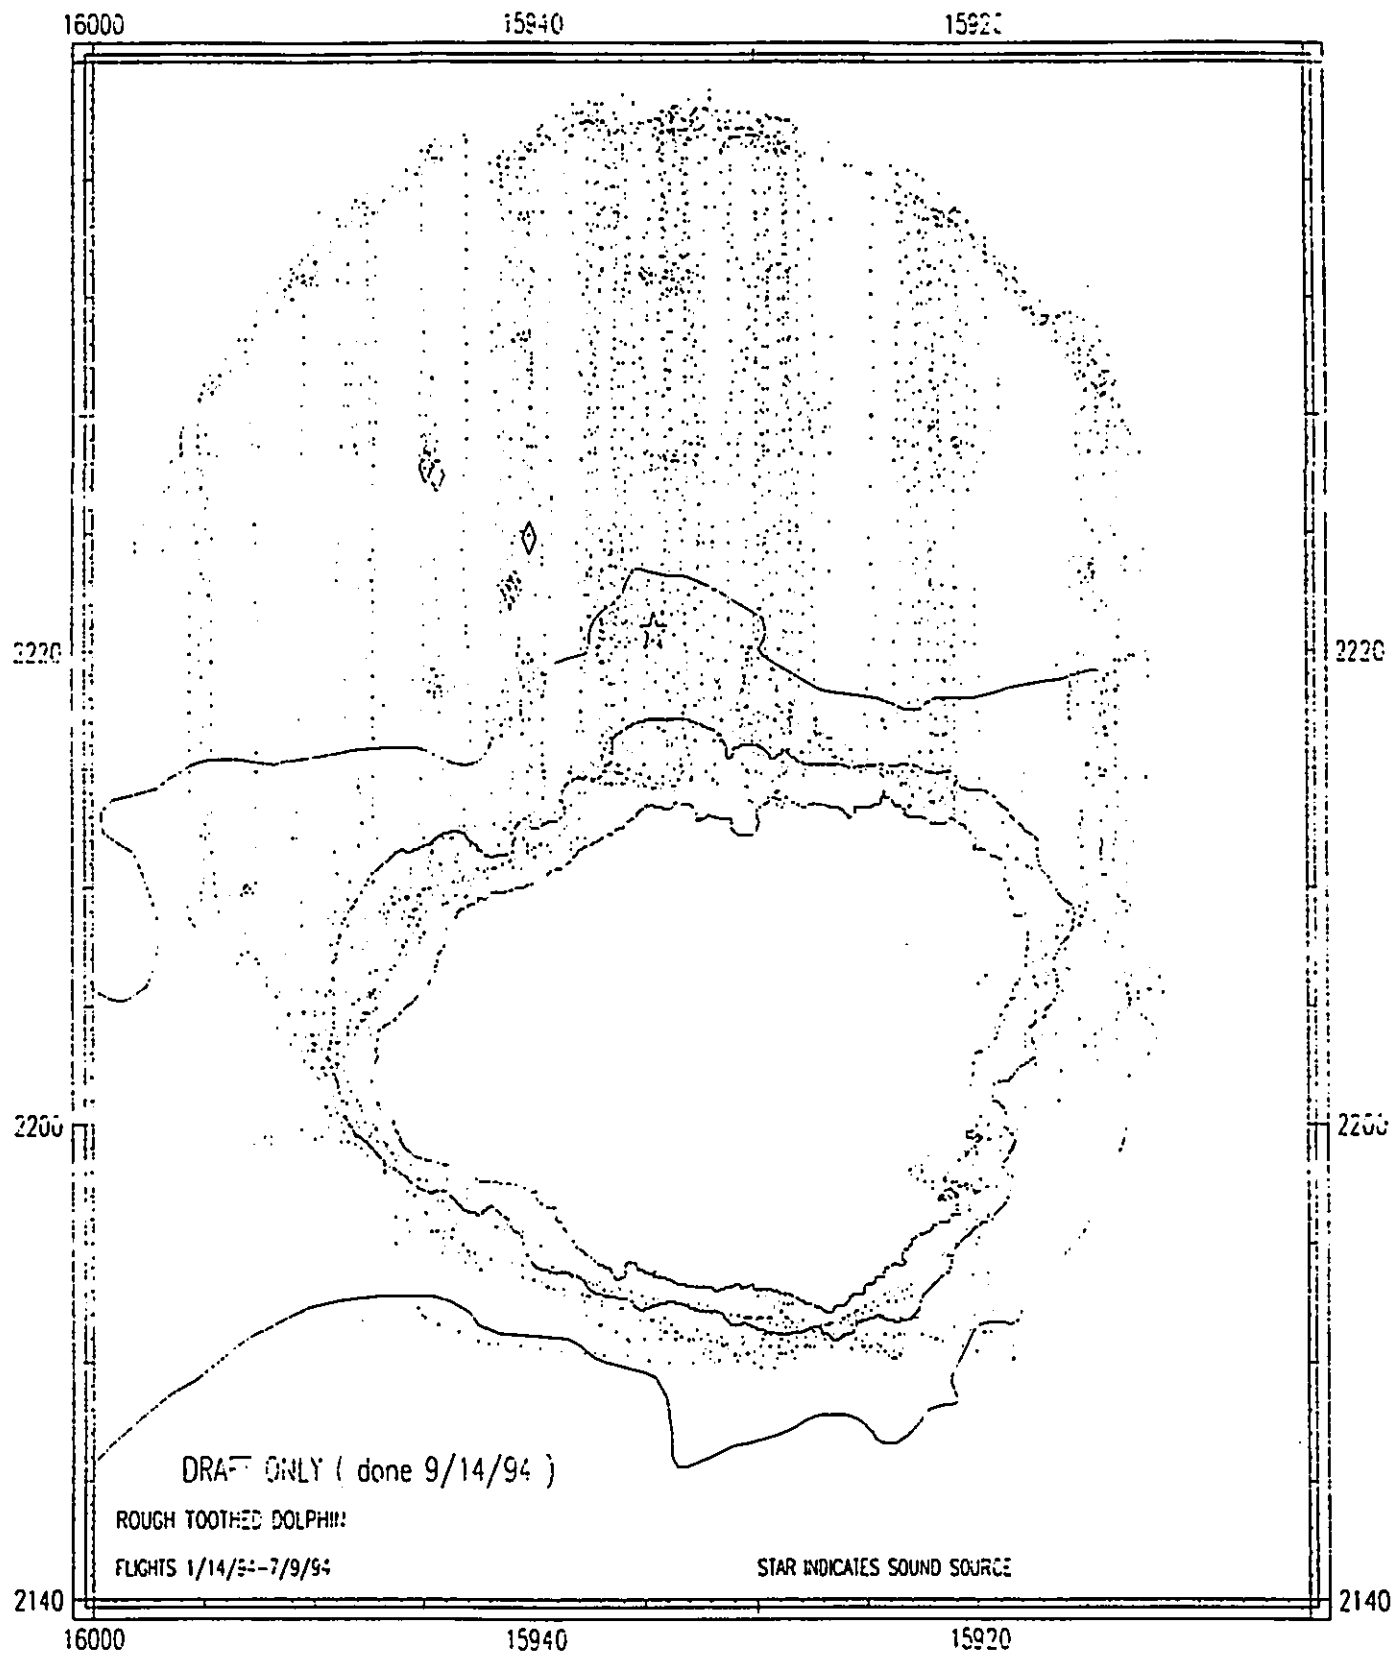 16000 15940 15920
2220 2220
2200 2200
DRAFT ONLY ( done 9/14/94 )
ROUGH TOOTHED DOLPHIN
FLIGHTS 1/14/94-7/9/94
STAR INDICATES SOUND SOURCE
2140 2140
16000 15940 15920